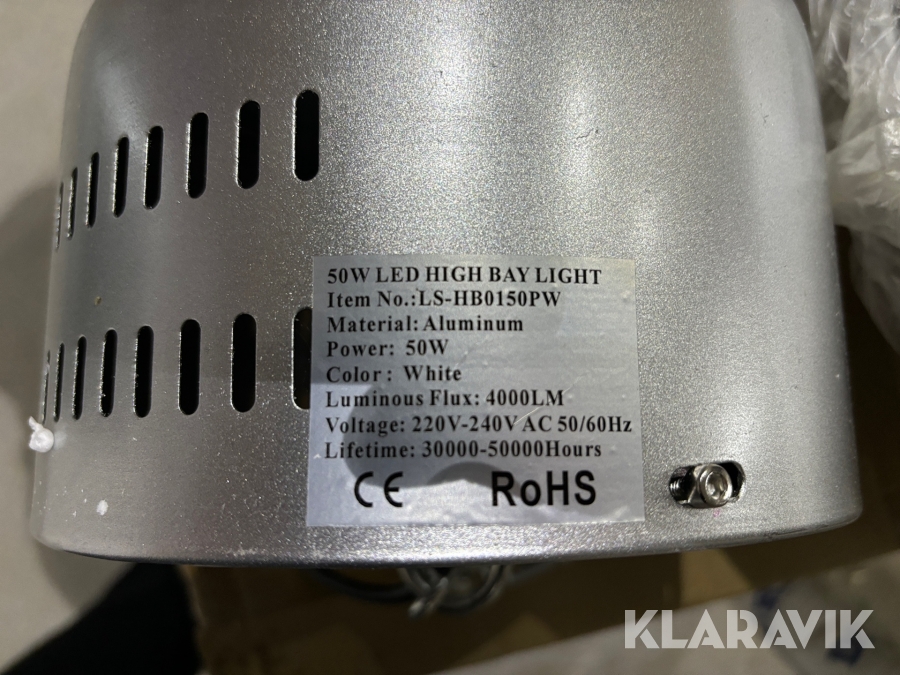 50W LED HIGH BAY LIGHT
Item No.:LS-HB0150PW
Material: Aluminum
Power: 50W
Color: White
Luminous Flux: 4000LM
Voltage: 220V-240V AC 50/60Hz
Lifetime: 30000-50000Hours
CE RoHS
KLARAVIK